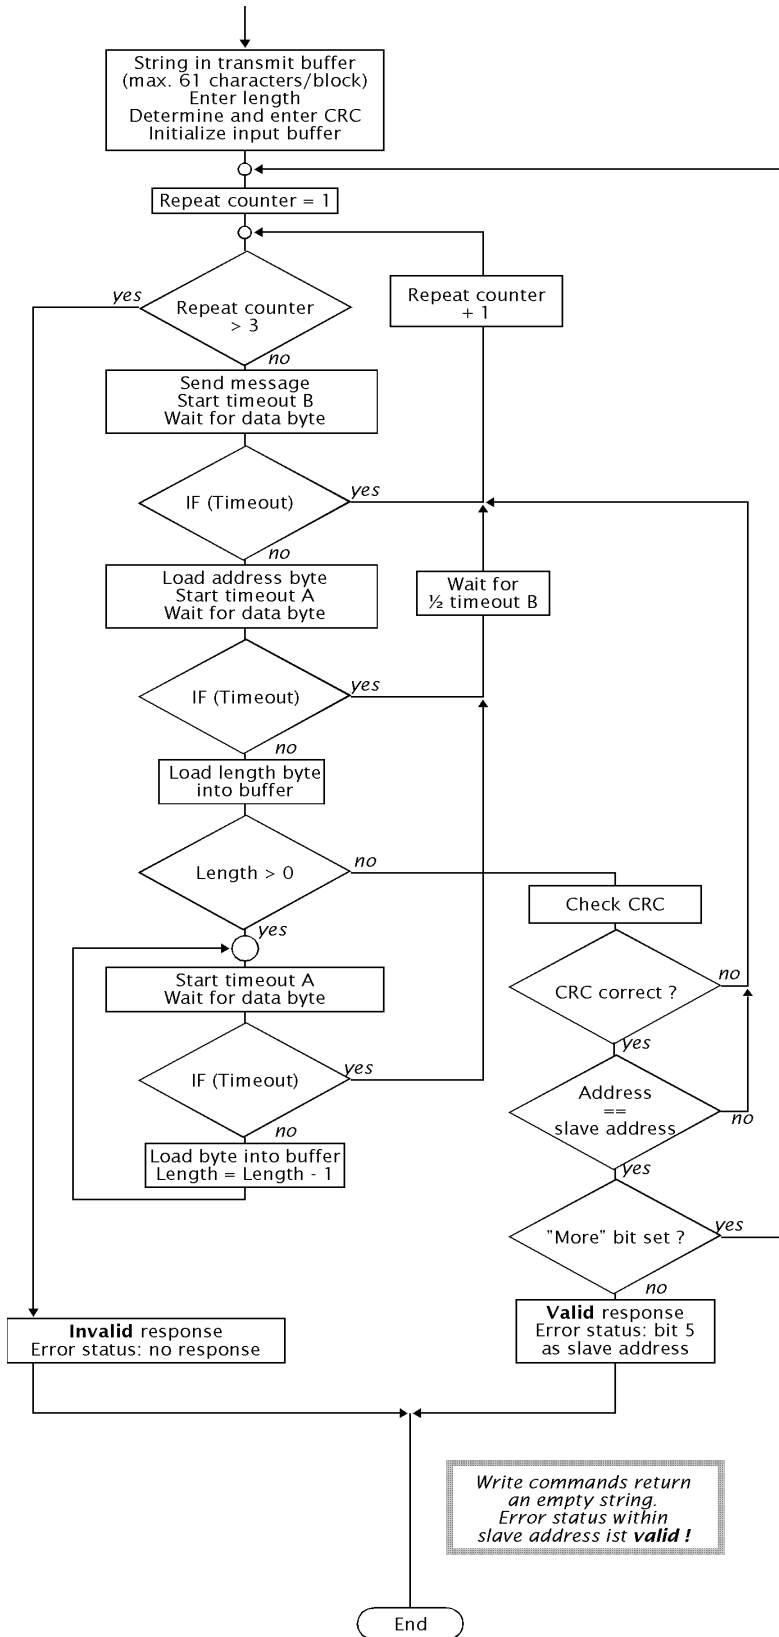 String in transmit buffer
(max. 61 characters/block)
Enter length
Determine and enter CRC
Initialize input buffer
Repeat counter = 1
yes
Repeat counter
> 3
no
Repeat counter
+ 1
Send message
Start timeout B
Wait for data byte
IF (Timeout)
yes
no
Load address byte
Start timeout A
Wait for data byte
Wait for
½ timeout B
IF (Timeout)
yes
no
Load length byte
into buffer
Length > 0
no
yes
Check CRC
Start timeout A
Wait for data byte
CRC correct ?
no
yes
IF (Timeout)
yes
no
Address
==
slave address
no
yes
Load byte into buffer
Length = Length - 1
"More" bit set ?
yes
no
Invalid response
Error status: no response
Valid response
Error status: bit 5
as slave address
Write commands return
an empty string.
Error status within
slave address ist valid !
End